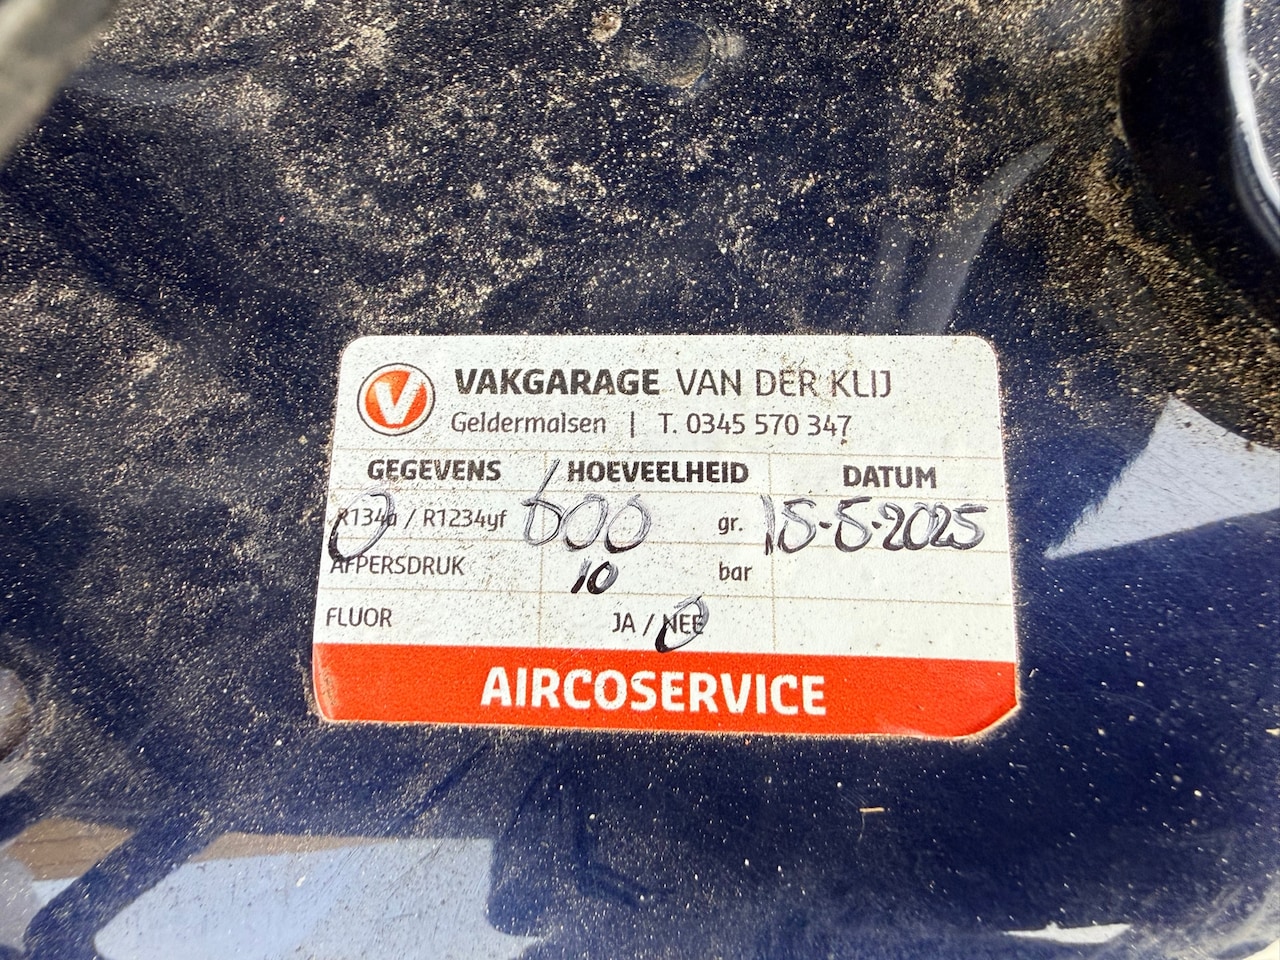 V VAKGARAGE VAN DER KLIJ
Geldermalsen | T. 0345 570 347
GEGEVENS HOEVEELHEID DATUM
R134a / R1234yf 600 gr. 15-5-2025
AFPERSDRUK 10 bar
FLUOR JA / NEE
AIRCOSERVICE